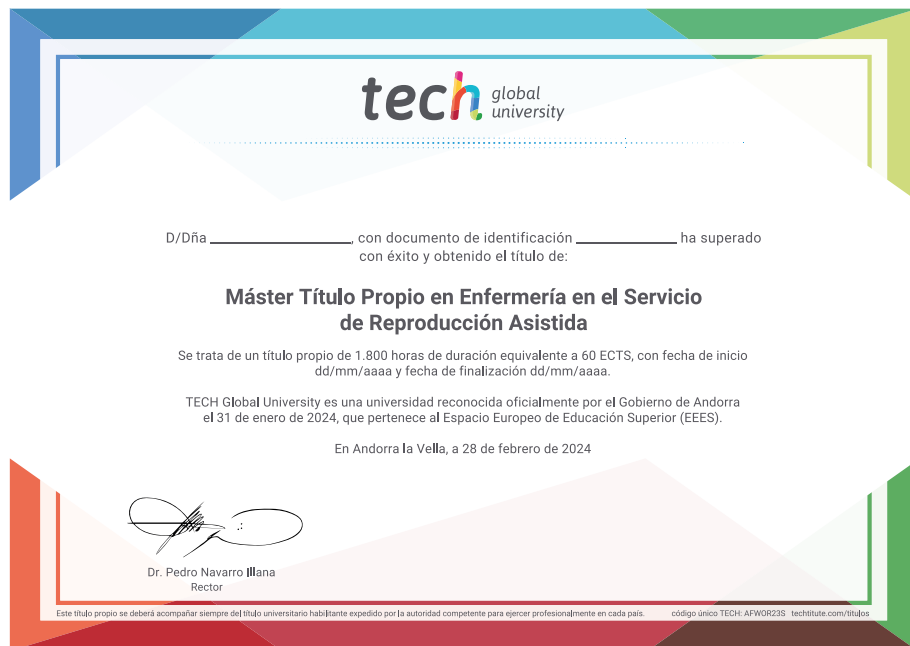 tech global university
D/Dña ____________, con documento de identificación ____________ ha superado
con éxito y obtenido el título de:
Máster Título Propio en Enfermería en el Servicio
de Reproducción Asistida
Se trata de un título propio de 1.800 horas de duración equivalente a 60 ECTS, con fecha de inicio
dd/mm/aaaa y fecha de finalización dd/mm/aaaa.
TECH Global University es una universidad reconocida oficialmente por el Gobierno de Andorra
el 31 de enero de 2024, que pertenece al Espacio Europeo de Educación Superior (EEES).
En Andorra la Vella, a 28 de febrero de 2024
Dr. Pedro Navarro Illana
Rector
Este título propio se deberá acompañar siempre del título universitario habilitante expedido por la autoridad competente para ejercer profesionalmente en cada país. código único TECH: AFWOR23S techtitute.com/titulos